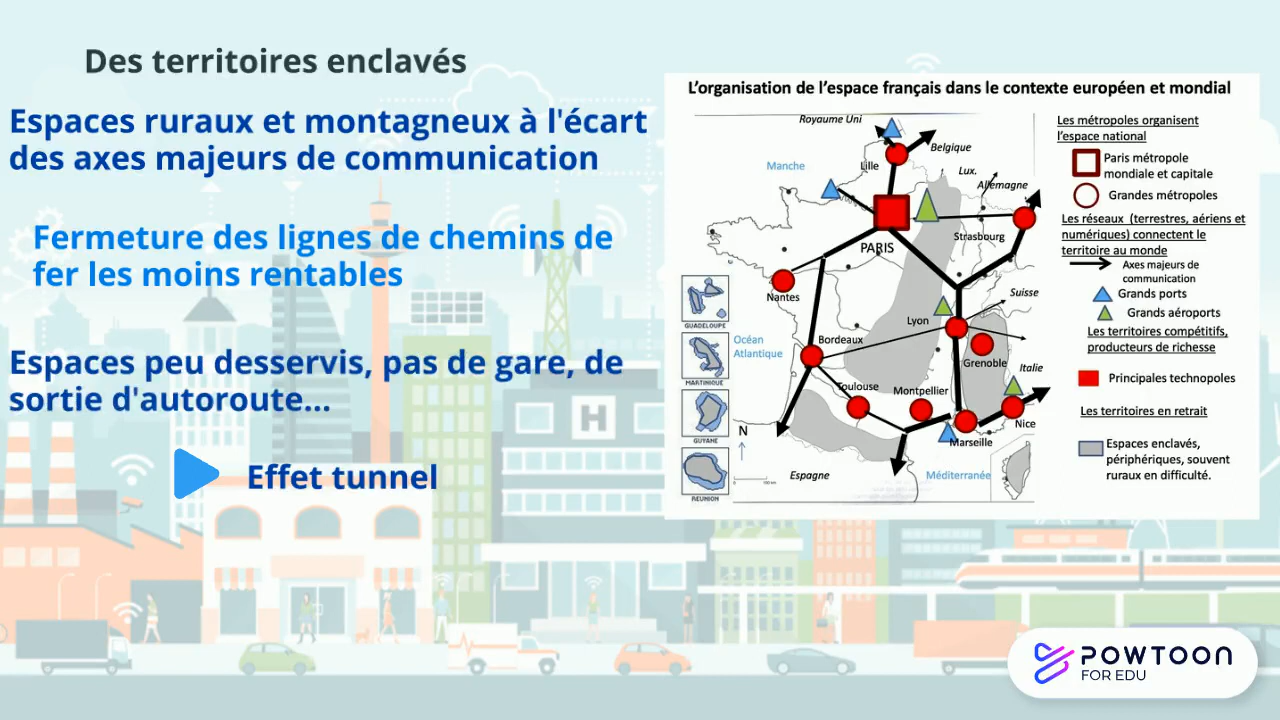 Des territoires enclavés
Espaces ruraux et montagneux à l'écart
des axes majeurs de communication
Fermeture des lignes de chemins de
fer les moins rentables
Espaces peu desservis, pas de gare, de
sortie d'autoroute...
Effet tunnel
H
L'organisation de l'espace français dans le contexte européen et mondial
Royaume Uni
Belgique
Manche
Lille
Lux.
Allemagne
PARIS
Strasbourg
Nantes
Suisse
GUADELOUPE
Lyon
Océan
Atlantique
Bordeaux
Grenoble
Italie
MARTINIQUE
Toulouse
Montpellier
Nice
GUYANE
N
Marseille
Espagne
Méditerranée
REUNION
Les métropoles organisent
l'espace national
Paris métropole
mondiale et capitale
Grandes métropoles
Les réseaux (terrestres, aériens et
numériques) connectent le
territoire au monde
Axes majeurs de
communication
Grands ports
Grands aéroports
Les territoires compétitifs,
producteurs de richesse
Principales technopoles
Les territoires en retrait
Espaces enclavés,
périphériques, souvent
ruraux en difficulté.
POWTOON
FOR EDU